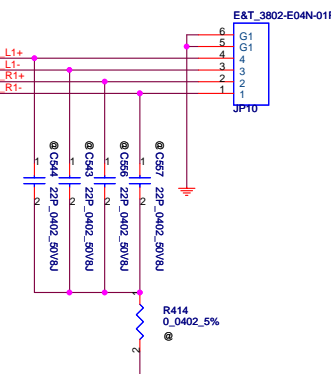 E&T_3802-E04N-01R
6 G1
5 G1
L1+ 4 4
L1- 3 3
R1+ 2 2
R1- 1 1
JP10
1 1 1 1
2 2 2 2
@ C544 22P_0402_50V8J
@ C543 22P_0402_50V8J
@ C556 22P_0402_50V8J
@ C557 22P_0402_50V8J
1
R414
0_0402_5%
@
2